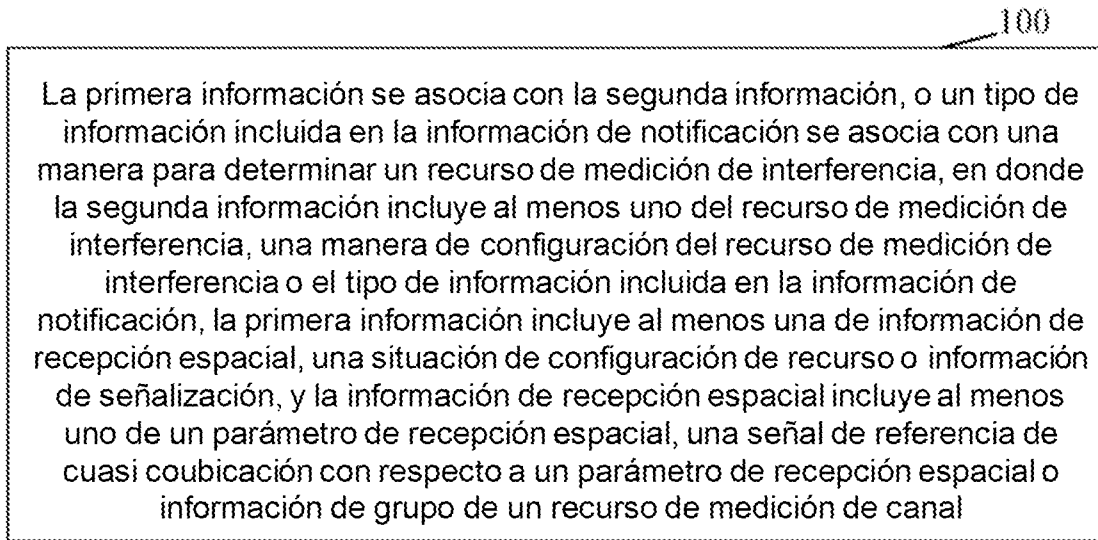 100
La primera información se asocia con la segunda información, o un tipo de
información incluida en la información de notificación se asocia con una
manera para determinar un recurso de medición de interferencia, en donde
la segunda información incluye al menos uno del recurso de medición de
interferencia, una manera de configuración del recurso de medición de
interferencia o el tipo de información incluida en la información de
notificación, la primera información incluye al menos una de información de
recepción espacial, una situación de configuración de recurso o información
de señalización, y la información de recepción espacial incluye al menos
uno de un parámetro de recepción espacial, una señal de referencia de
cuasi coubicación con respecto a un parámetro de recepción espacial o
información de grupo de un recurso de medición de canal